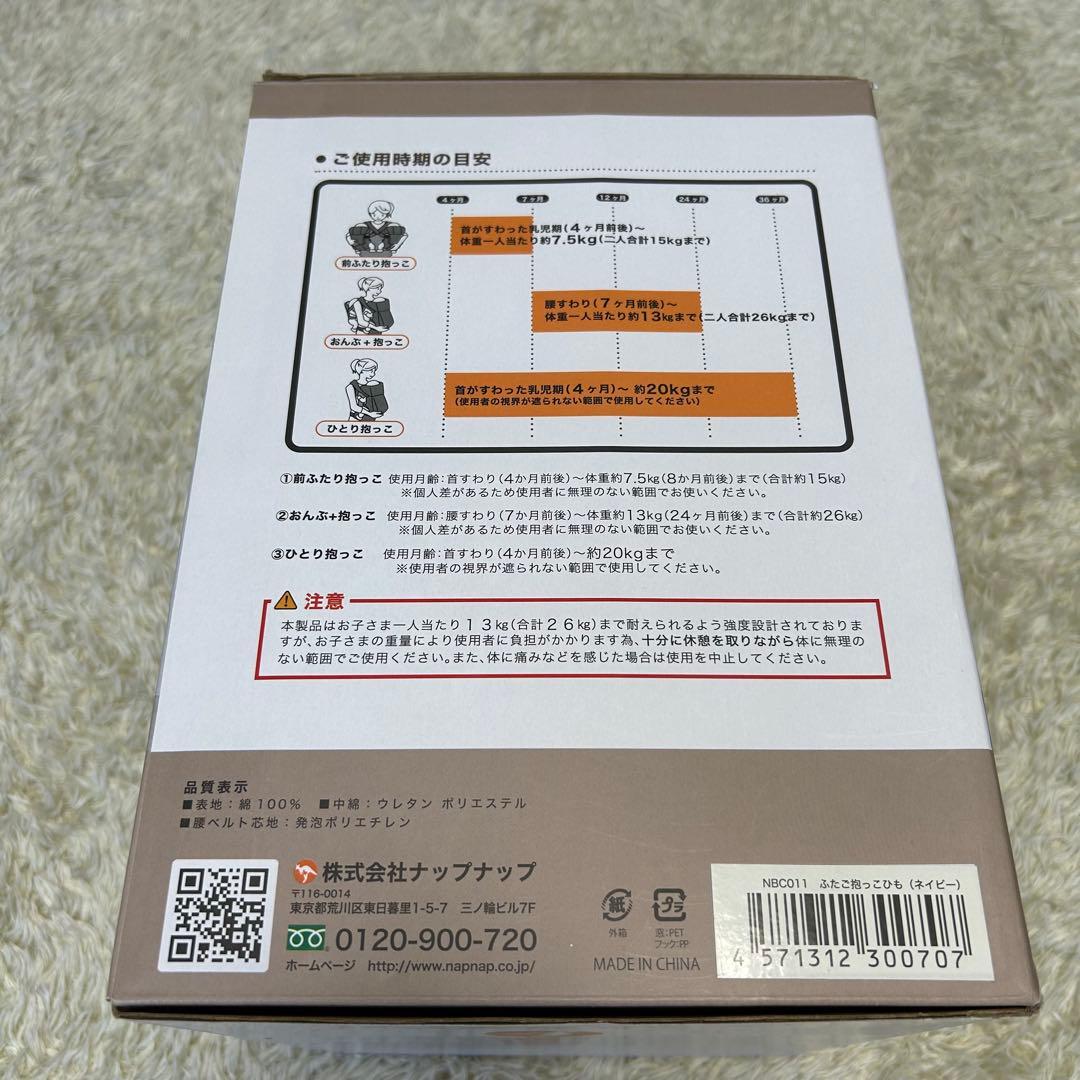 ● ご使用時期の目安
4ヶ月 7ヶ月 12ヶ月 24ヶ月 36ヶ月
首がすわった乳児期(4ヶ月前後)〜
体重一人当たり約7.5kg(二人合計15kgまで)
前ふたり抱っこ
腰すわり(7ヶ月前後)〜
体重一人当たり約13kgまで(二人合計26kgまで)
おんぶ+抱っこ
首がすわった乳児期(4ヶ月)〜 約20kgまで
(使用者の視界が遮られない範囲で使用してください)
ひとり抱っこ
①前ふたり抱っこ 使用月齢:首すわり(4か月前後)〜体重約7.5kg(8か月前後)まで(合計約15kg)
※個人差があるため使用者に無理のない範囲でお使いください。
②おんぶ+抱っこ 使用月齢:腰すわり(7か月前後)〜体重約13kg(24ヶ月前後)まで(合計約26kg)
※個人差があるため使用者に無理のない範囲でお使いください。
③ひとり抱っこ 使用月齢:首すわり(4か月前後)〜約20kgまで
※使用者の視界が遮られない範囲で使用してください。
注意
本製品はお子さま一人当たり13kg(合計26kg)まで耐えられるよう強度設計されておりま
すが、お子さまの重量により使用者に負担がかかります為、十分に休憩を取りながら体に無理の
ない範囲でご使用ください。また、体に痛みなどを感じた場合は使用を中止してください。
品質表示
■表地:綿100% ■中綿:ウレタン ポリエステル
■腰ベルト芯地:発泡ポリエチレン
株式会社ナップナップ
〒116-0014
東京都荒川区東日暮里1-5-7 三ノ輪ビル7F
0120-900-720
ホームページ http://www.napnap.co.jp/
紙
外箱
プラ
窓:PET
フック:PP
MADE IN CHINA
NBC011 ふたご抱っこひも(ネイビー)
4 571312 300707